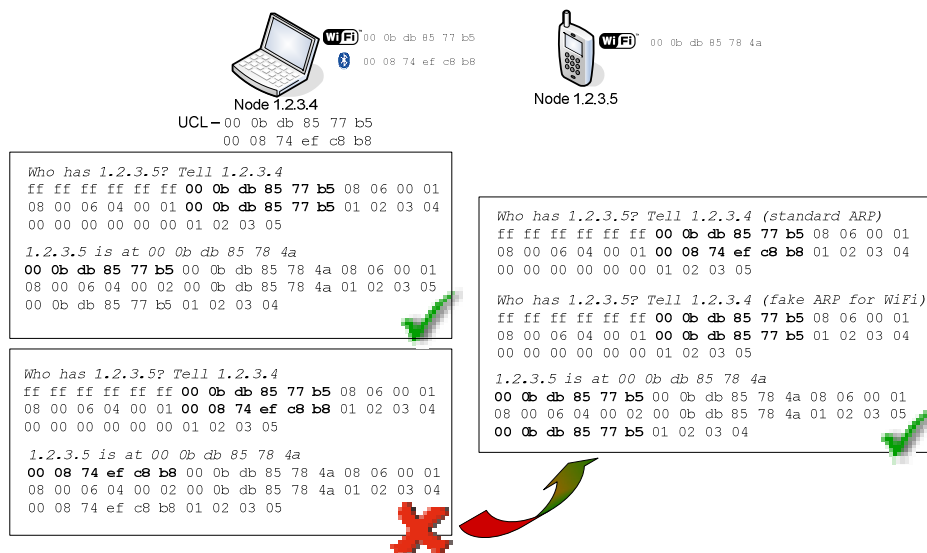 WiFi 00 0b db 85 77 b5
00 08 74 ef c8 b8
Node 1.2.3.4
UCL – 00 0b db 85 77 b5
00 08 74 ef c8 b8
WiFi 00 0b db 85 78 4a
Node 1.2.3.5
Who has 1.2.3.5? Tell 1.2.3.4
ff ff ff ff ff ff 00 0b db 85 77 b5 08 06 00 01
08 00 06 04 00 01 00 0b db 85 77 b5 01 02 03 04
00 00 00 00 00 00 01 02 03 05
1.2.3.5 is at 00 0b db 85 78 4a
00 0b db 85 77 b5 00 0b db 85 78 4a 08 06 00 01
08 00 06 04 00 02 00 0b db 85 78 4a 01 02 03 05
00 0b db 85 77 b5 01 02 03 04
Who has 1.2.3.5? Tell 1.2.3.4
ff ff ff ff ff ff 00 0b db 85 77 b5 08 06 00 01
08 00 06 04 00 01 00 08 74 ef c8 b8 01 02 03 04
00 00 00 00 00 00 01 02 03 05
1.2.3.5 is at 00 0b db 85 78 4a
00 08 74 ef c8 b8 00 0b db 85 78 4a 08 06 00 01
08 00 06 04 00 02 00 0b db 85 78 4a 01 02 03 04
00 08 74 ef c8 b8 01 02 03 05
Who has 1.2.3.5? Tell 1.2.3.4 (standard ARP)
ff ff ff ff ff ff 00 0b db 85 77 b5 08 06 00 01
08 00 06 04 00 01 00 08 74 ef c8 b8 01 02 03 04
00 00 00 00 00 00 01 02 03 05
Who has 1.2.3.5? Tell 1.2.3.4 (fake ARP for WiFi)
ff ff ff ff ff ff 00 0b db 85 77 b5 08 06 00 01
08 00 06 04 00 01 00 0b db 85 77 b5 01 02 03 04
00 00 00 00 00 00 01 02 03 05
1.2.3.5 is at 00 0b db 85 78 4a
00 0b db 85 77 b5 00 0b db 85 78 4a 08 06 00 01
08 00 06 04 00 02 00 0b db 85 78 4a 01 02 03 05
00 0b db 85 77 b5 01 02 03 04